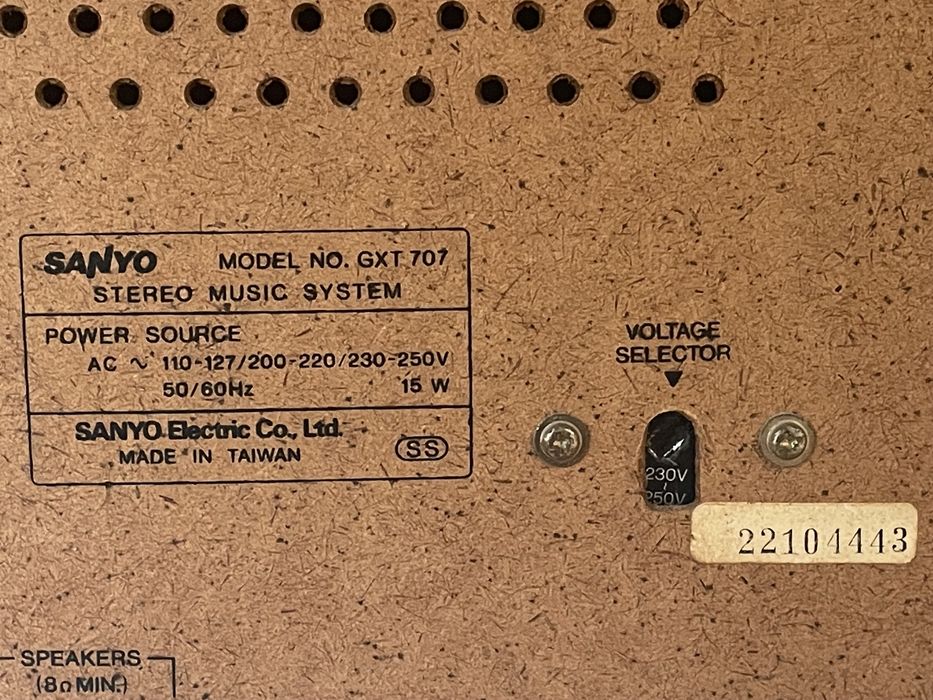 SANYO MODEL NO. GXT 707
STEREO MUSIC SYSTEM
POWER SOURCE
AC ∿ 110-127/200-220/230-250V
50/60Hz 15 W
SANYO Electric Co., Ltd.
MADE IN TAIWAN SS
VOLTAGE
SELECTOR
230V
~
250V
22104443
SPEAKERS
(8Ω MIN.)